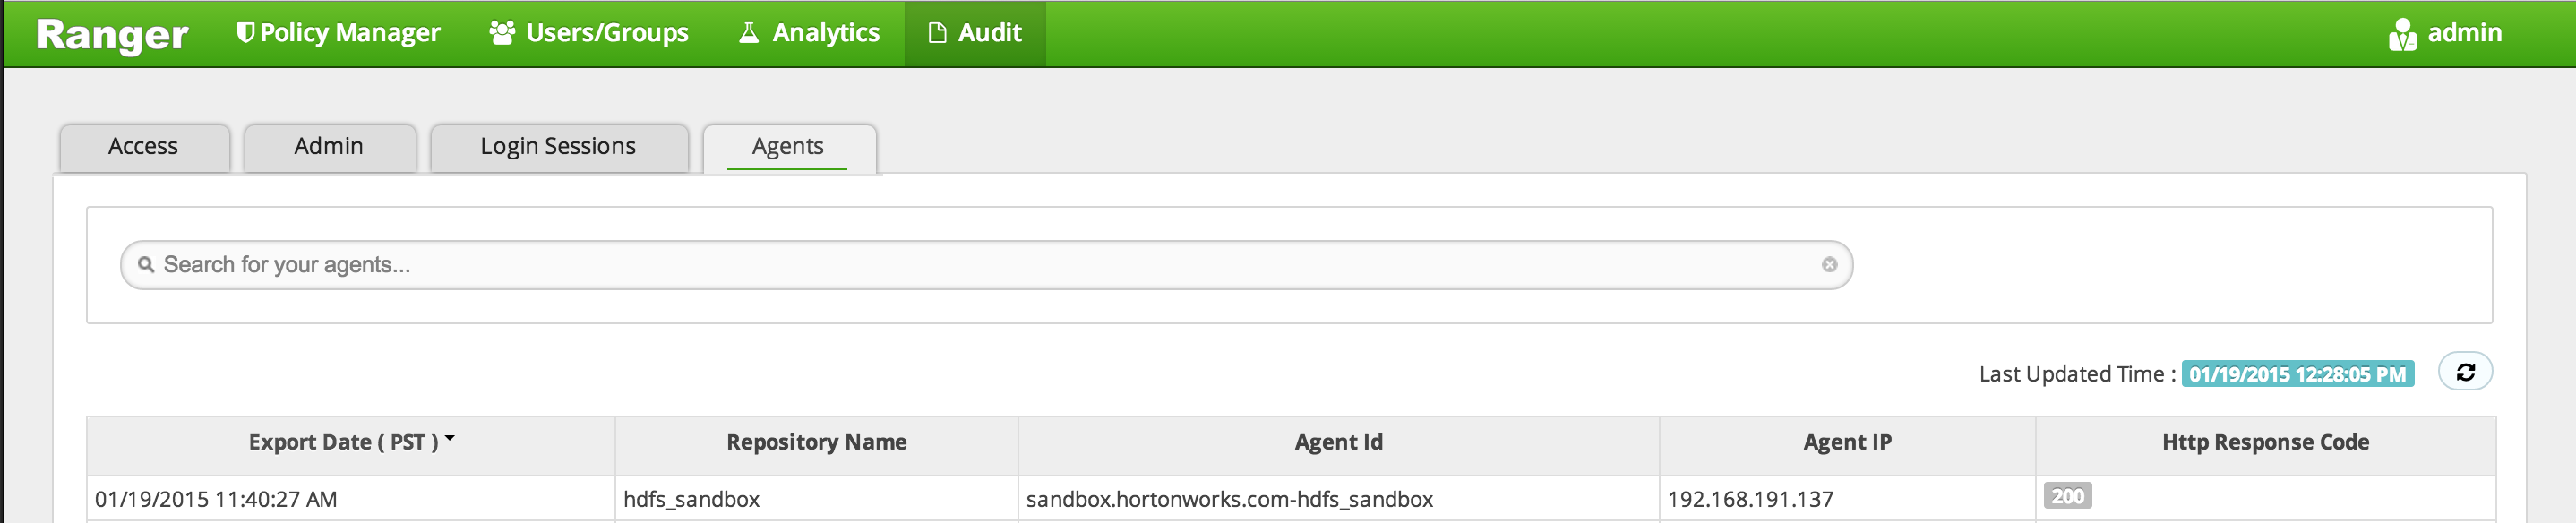 Ranger Policy Manager Users/Groups Analytics Audit admin
Access Admin Login Sessions Agents
Search for your agents...
Last Updated Time : 01/19/2015 12:28:05 PM
Export Date ( PST ) Repository Name Agent Id Agent IP Http Response Code
01/19/2015 11:40:27 AM hdfs_sandbox sandbox.hortonworks.com-hdfs_sandbox 192.168.191.137 200